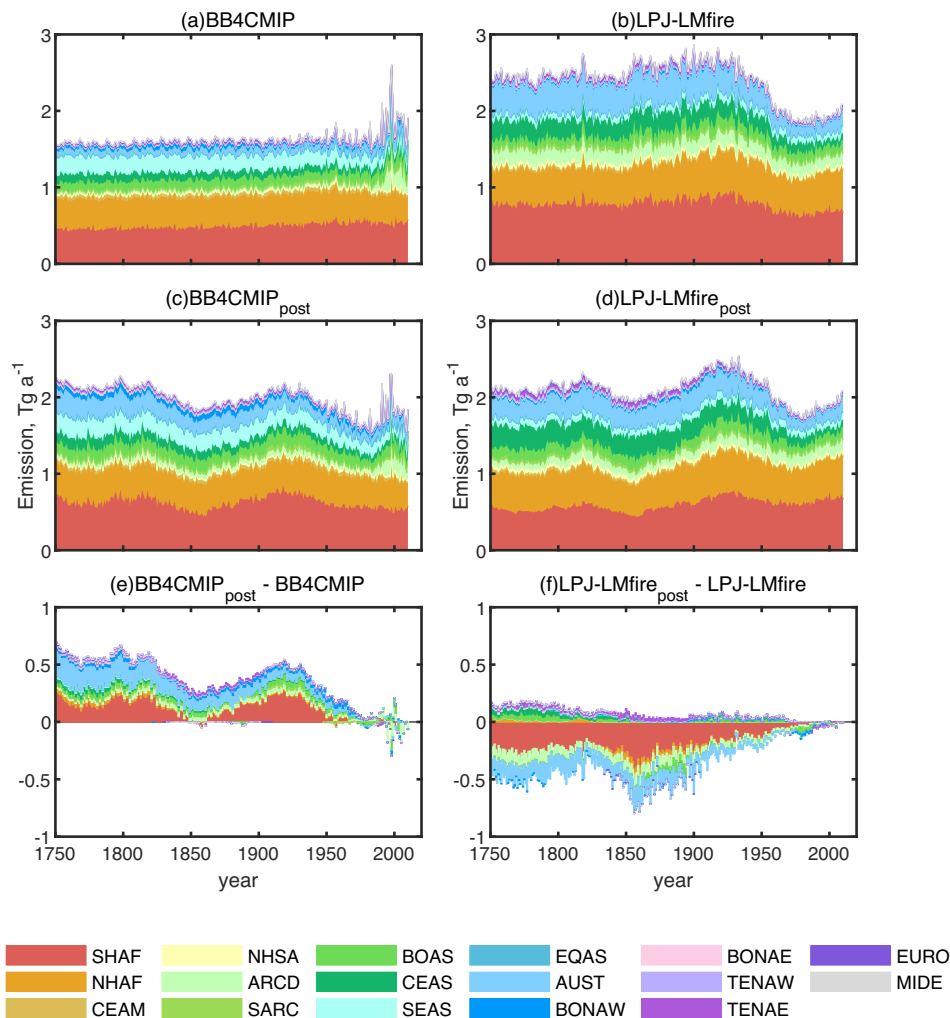 (a)BB4CMIP
(b)LPJ-LMfire
3
2
1
0
3
2
1
0
(c)BB4CMIPpost
(d)LPJ-LMfirepost
Emission, Tg a-1
3
2
1
0
Emission, Tg a-1
3
2
1
0
(e)BB4CMIPpost - BB4CMIP
(f)LPJ-LMfirepost - LPJ-LMfire
1
0.5
0
-0.5
-1
1
0.5
0
-0.5
-1
1750 1800 1850 1900 1950 2000
1750 1800 1850 1900 1950 2000
year
year
SHAF NHSA BOAS EQAS BONAE EURO
NHAF ARCD CEAS AUST TENAW MIDE
CEAM SARC SEAS BONAW TENAE